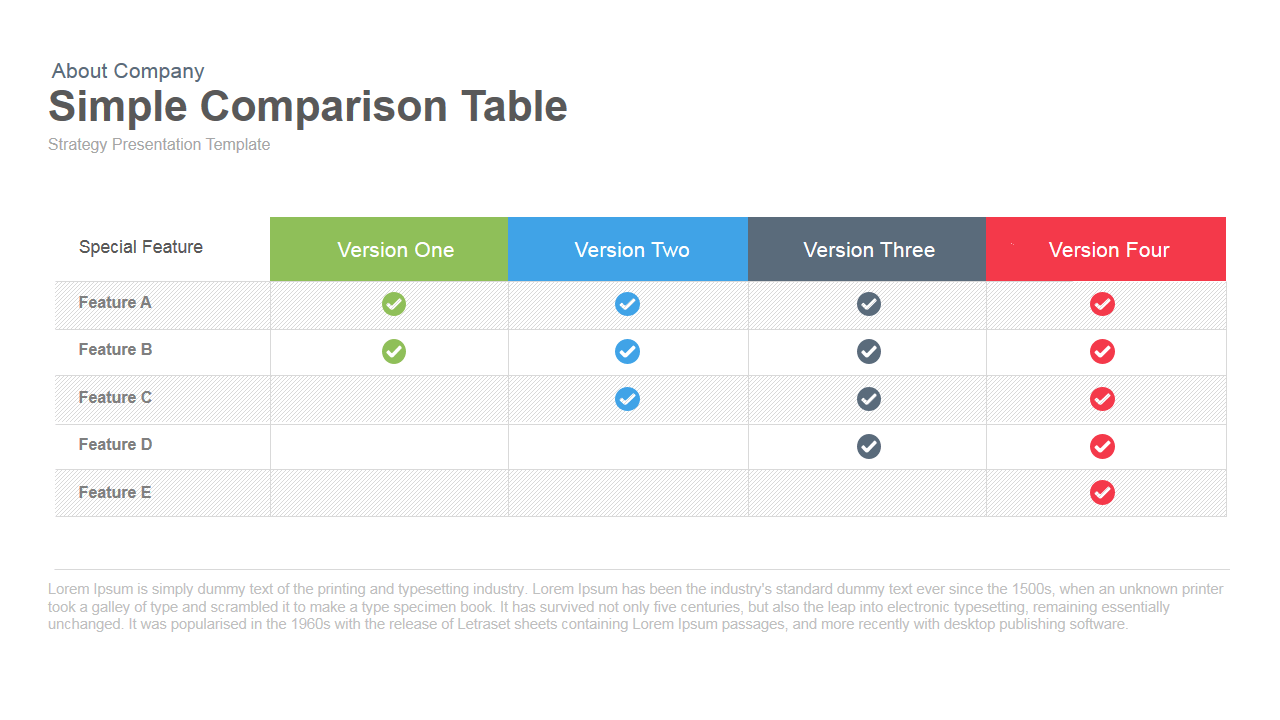 About Company
Simple Comparison Table
Strategy Presentation Template
Special Feature Version One Version Two Version Three Version Four
Feature A
Feature B
Feature C
Feature D
Feature E
Lorem Ipsum is simply dummy text of the printing and typesetting industry. Lorem Ipsum has been the industry's standard dummy text ever since the 1500s, when an unknown printer
took a galley of type and scrambled it to make a type specimen book. It has survived not only five centuries, but also the leap into electronic typesetting, remaining essentially
unchanged. It was popularised in the 1960s with the release of Letraset sheets containing Lorem Ipsum passages, and more recently with desktop publishing software.